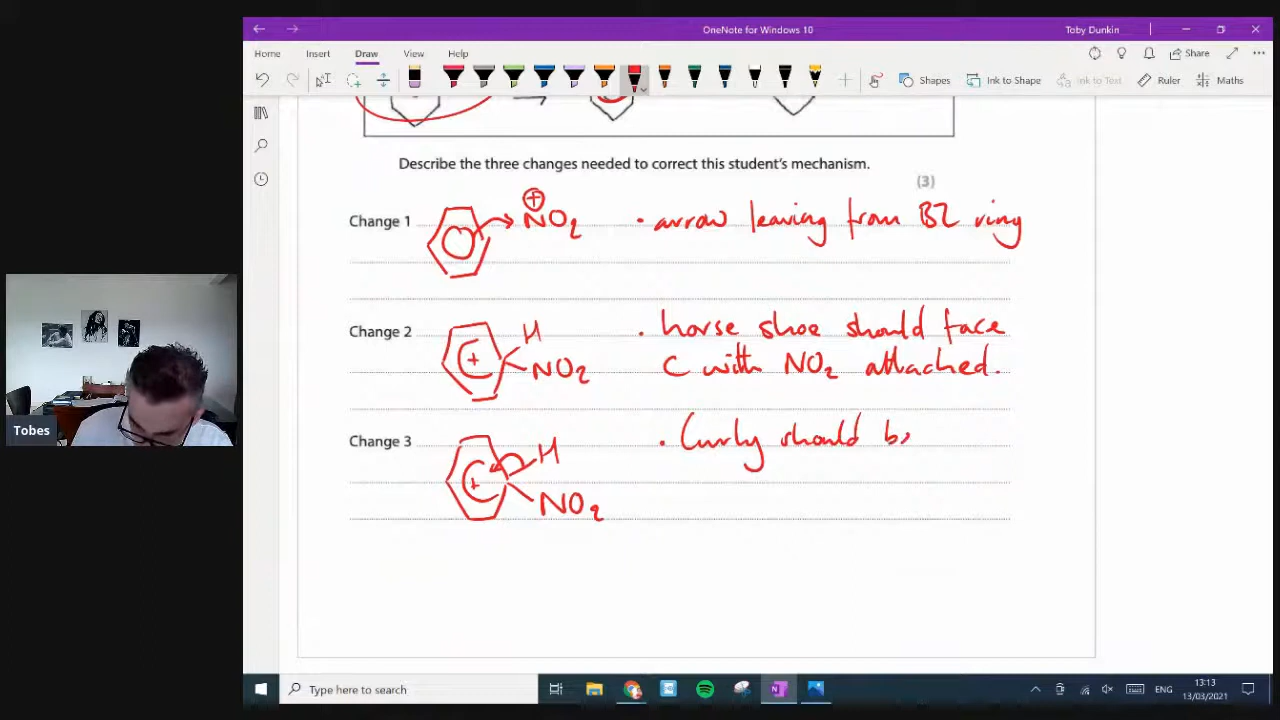 OneNote for Windows 10
Toby Dunkin
Home Insert Draw View Help
Share
Shapes
Ink to Shape
Ink to Text
Ruler
Maths
Describe the three changes needed to correct this student's mechanism.
(3)
Change 1
+
NO2
· arrow leaving from BZ ring
Change 2
H
+
NO2
· horse shoe should face
C with NO2 attached.
Change 3
H
+
NO2
· Curly should b
Tobes
Type here to search
ENG
13:13
13/03/2021